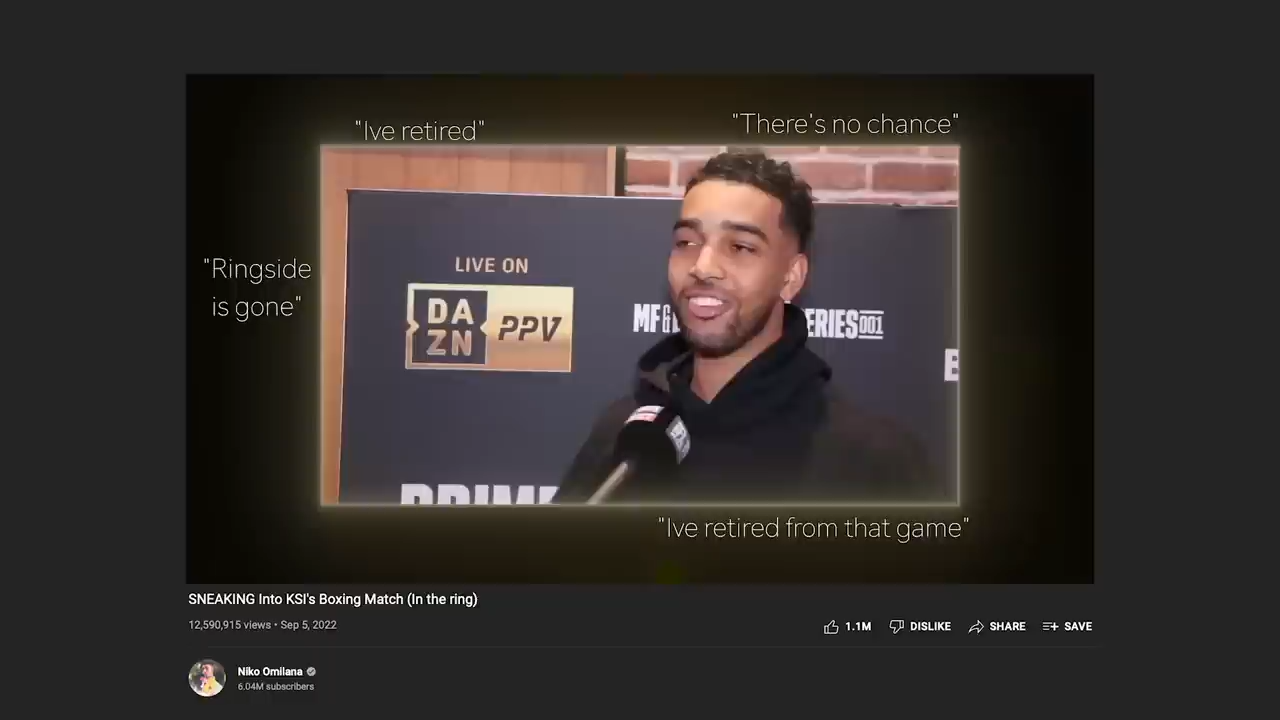 "Ive retired"
"There's no chance"
"Ringside
is gone"
LIVE ON
DA
ZN
PPV
MF&
ERIES001
"Ive retired from that game"
SNEAKING Into KSI's Boxing Match (In the ring)
12,590,915 views • Sep 5, 2022
1.1M
DISLIKE
SHARE
SAVE
Niko Omilana
6.04M subscribers